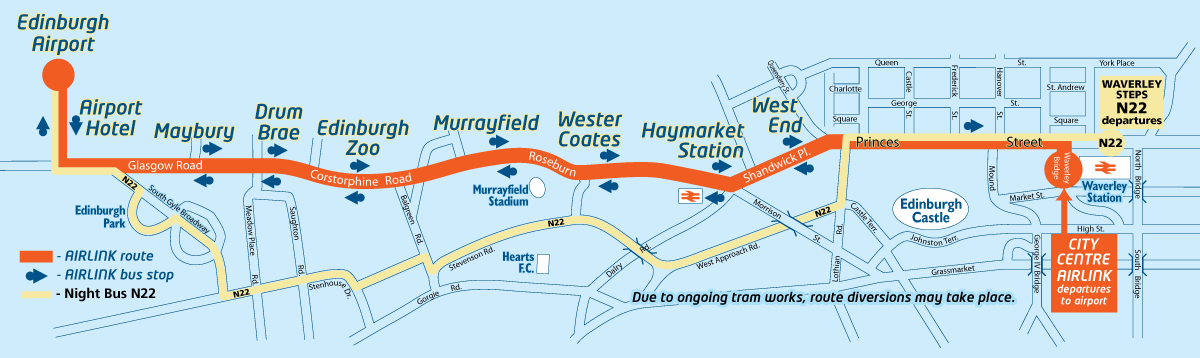 Edinburgh
Airport
Airport
Hotel
Maybury
Drum
Brae
Edinburgh
Zoo
Murrayfield
Wester
Coates
Haymarket
Station
West
End
Glasgow Road
Corstorphine Road
Roseburn
Shandwick Pl.
Princes Street
Waverley
Bridge
Queensferry St.
Queen St.
York Place
Charlotte
Square
George St.
Castle St.
Frederick St.
Hanover St.
St. Andrew
Square
WAVERLEY
STEPS
N22
departures
N22
Waverley
Station
North Bridge
Mound
Market St.
High St.
Edinburgh
Castle
Johnston Terr.
Castle Terr.
Grassmarket
George IV Bridge
South Bridge
Lothian Rd.
Morrison St.
N22
West Approach Rd.
Dalry Rd.
Murrayfield
Stadium
Hearts
F.C.
N22
Stevenson Rd.
Gorgie Rd.
Balgreen Rd.
Stenhouse Dr.
Saughton Rd.
Meadow Place Rd.
N22
South Gyle Broadway
N22
Edinburgh
Park
- AIRLINK route
- AIRLINK bus stop
- Night Bus N22
CITY
CENTRE
AIRLINK
departures
to airport
Due to ongoing tram works, route diversions may take place.